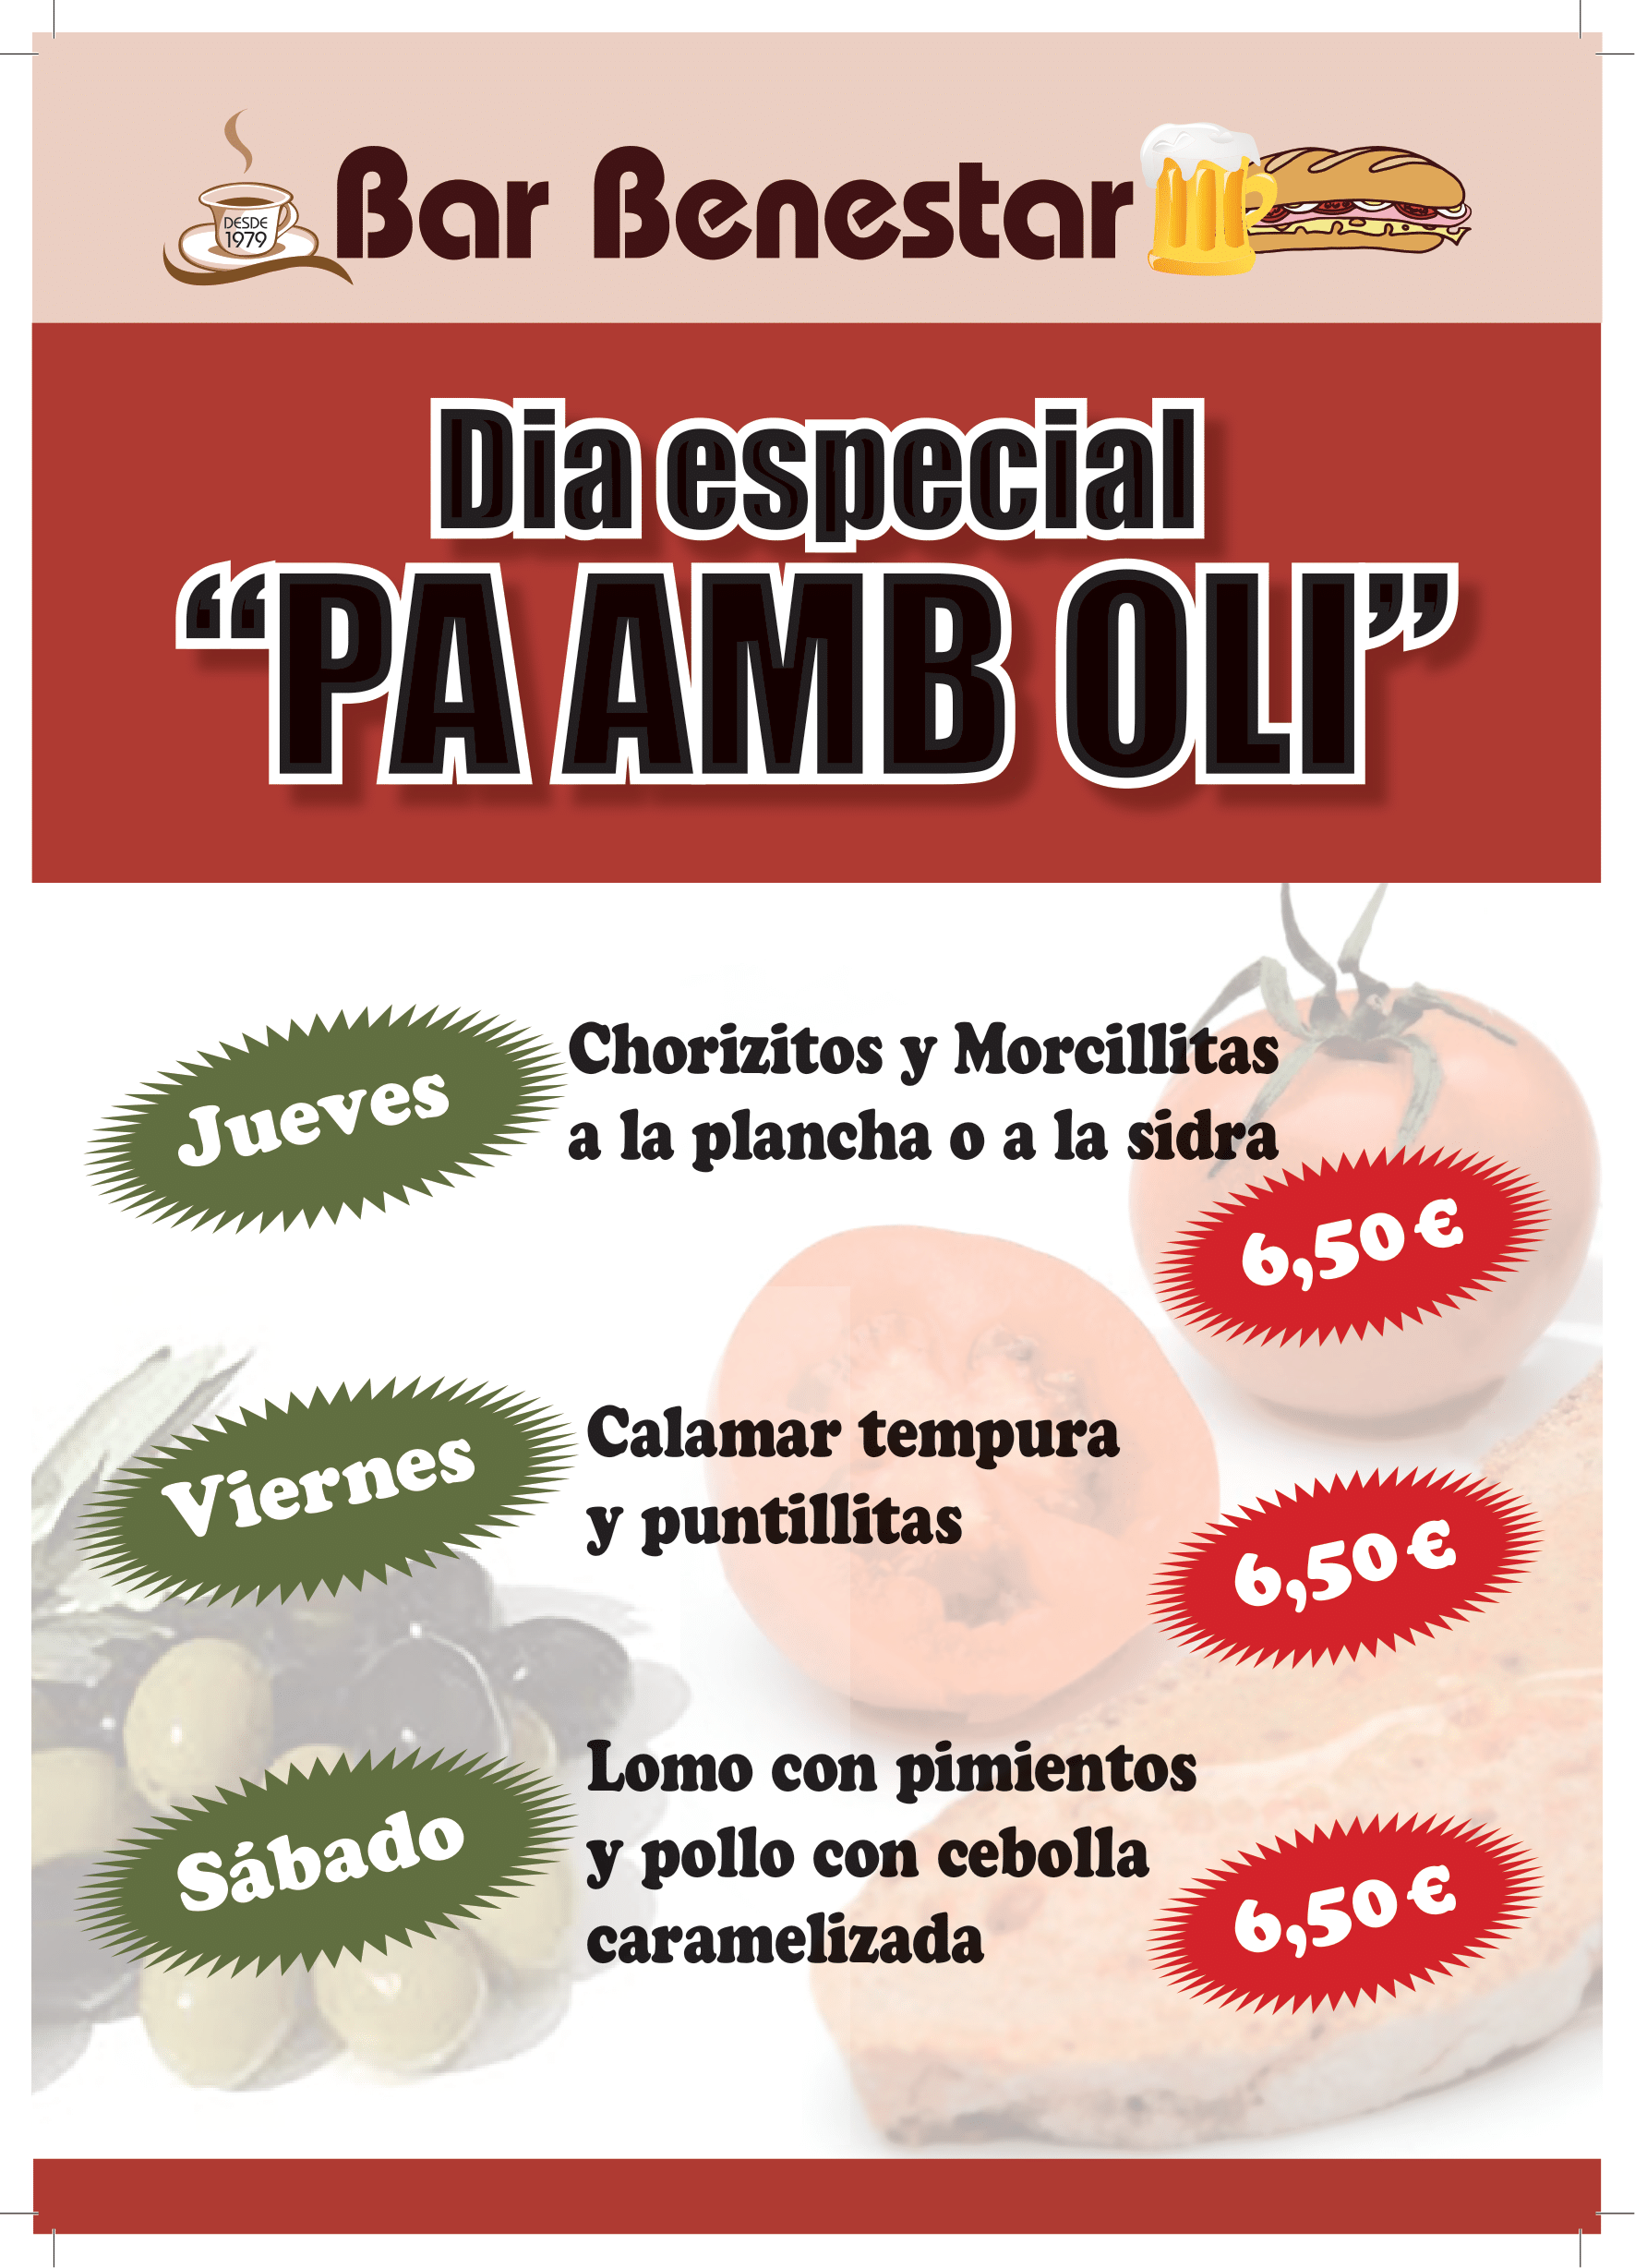 DESDE
1979
Bar Benestar
Dia especial
“PA AMB OLI”
Jueves
Chorizitos y Morcillitas
a la plancha o a la sidra
6,50 €
Viernes
Calamar tempura
y puntillitas
6,50 €
Sábado
Lomo con pimientos
y pollo con cebolla
caramelizada
6,50 €